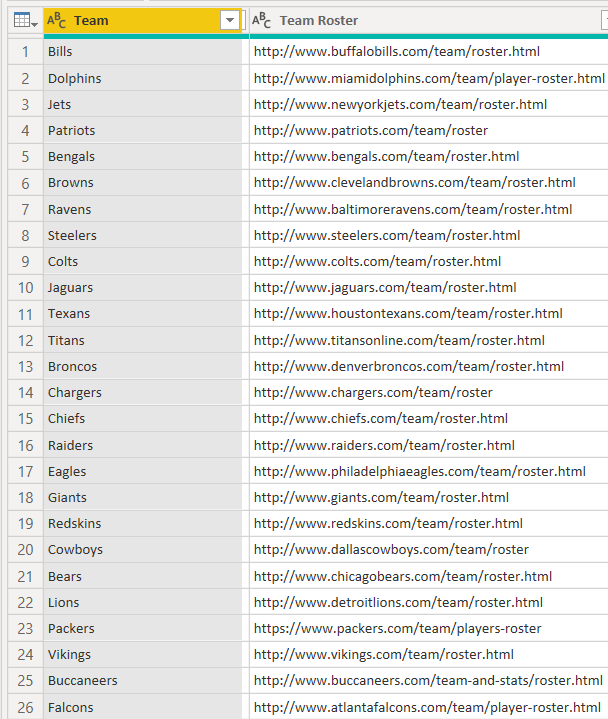 ABC Team ABC Team Roster
1 Bills http://www.buffalobills.com/team/roster.html
2 Dolphins http://www.miamidolphins.com/team/player-roster.html
3 Jets http://www.newyorkjets.com/team/roster.html
4 Patriots http://www.patriots.com/team/roster
5 Bengals http://www.bengals.com/team/roster.html
6 Browns http://www.clevelandbrowns.com/team/roster.html
7 Ravens http://www.baltimoreravens.com/team/roster.html
8 Steelers http://www.steelers.com/team/roster.html
9 Colts http://www.colts.com/team/roster.html
10 Jaguars http://www.jaguars.com/team/roster.html
11 Texans http://www.houstontexans.com/team/roster.html
12 Titans http://www.titansonline.com/team/roster.html
13 Broncos http://www.denverbroncos.com/team/roster.html
14 Chargers http://www.chargers.com/team/roster
15 Chiefs http://www.chiefs.com/team/roster.html
16 Raiders http://www.raiders.com/team/roster.html
17 Eagles http://www.philadelphiaeagles.com/team/roster.html
18 Giants http://www.giants.com/team/roster.html
19 Redskins http://www.redskins.com/team/roster.html
20 Cowboys http://www.dallascowboys.com/team/roster
21 Bears http://www.chicagobears.com/team/roster.html
22 Lions http://www.detroitlions.com/team/roster.html
23 Packers https://www.packers.com/team/players-roster
24 Vikings http://www.vikings.com/team/roster.html
25 Buccaneers http://www.buccaneers.com/team-and-stats/roster.html
26 Falcons http://www.atlantafalcons.com/team/player-roster.html